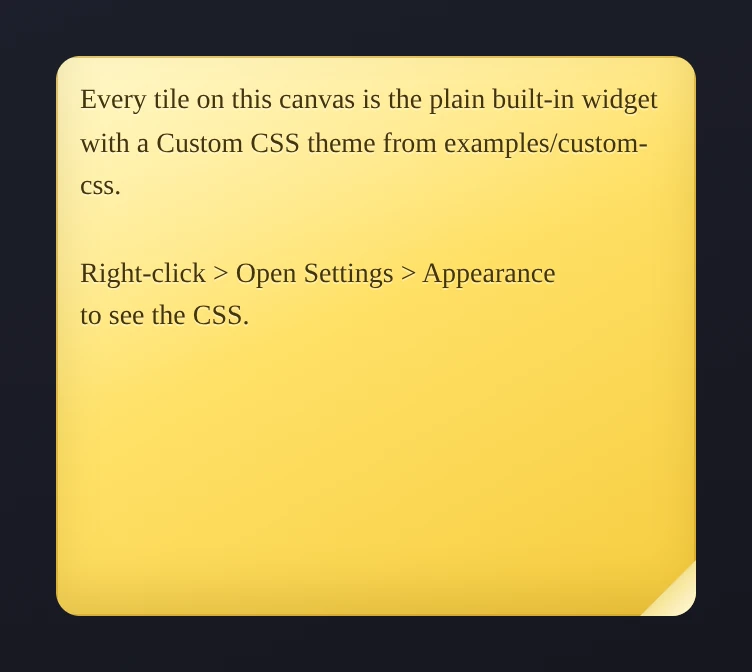 Every tile on this canvas is the plain built-in widget
with a Custom CSS theme from examples/custom-
css.
Right-click > Open Settings > Appearance
to see the CSS.